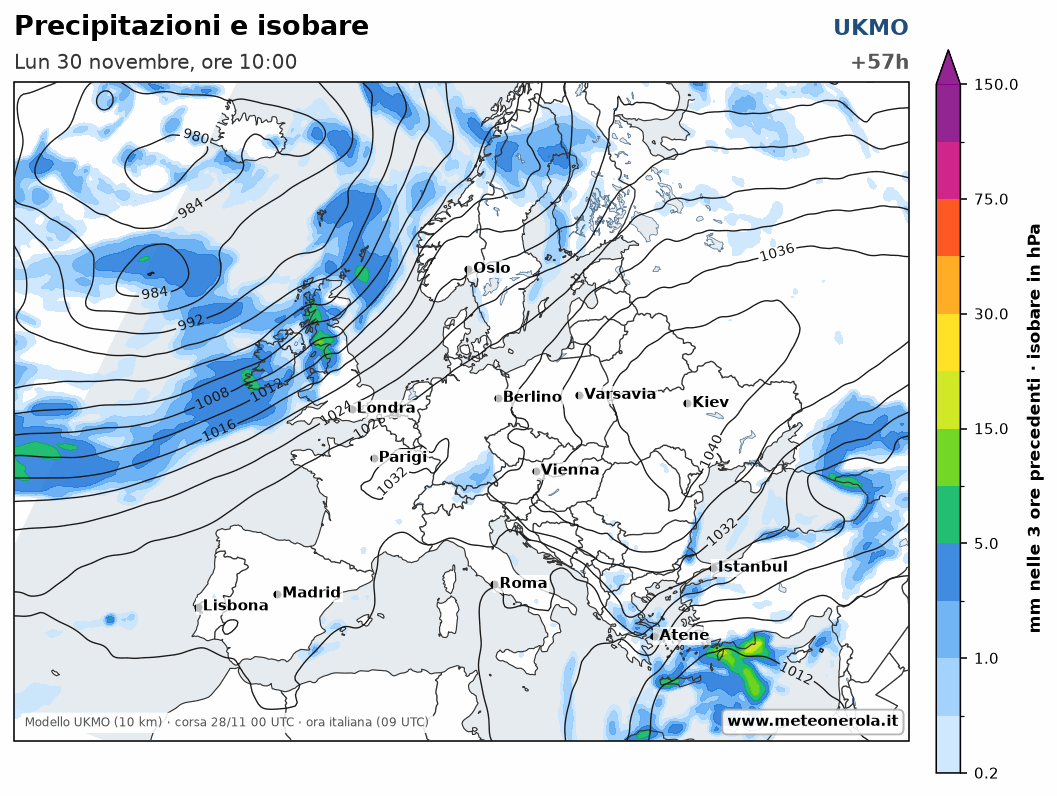 Precipitazioni e isobare
UKMO
Lun 30 novembre, ore 10:00
+57h
980
984
984
992
1008
1012
1016
1024
1028
1032
1036
1040
1032
1012
Oslo
Londra
Berlino
Varsavia
Kiev
Parigi
Vienna
Istanbul
Roma
Madrid
Lisbona
Atene
Modello UKMO (10 km) · corsa 28/11 00 UTC · ora italiana (09 UTC)
www.meteonerola.it
150.0
75.0
30.0
15.0
5.0
1.0
0.2
mm nelle 3 ore precedenti · isobare in hPa